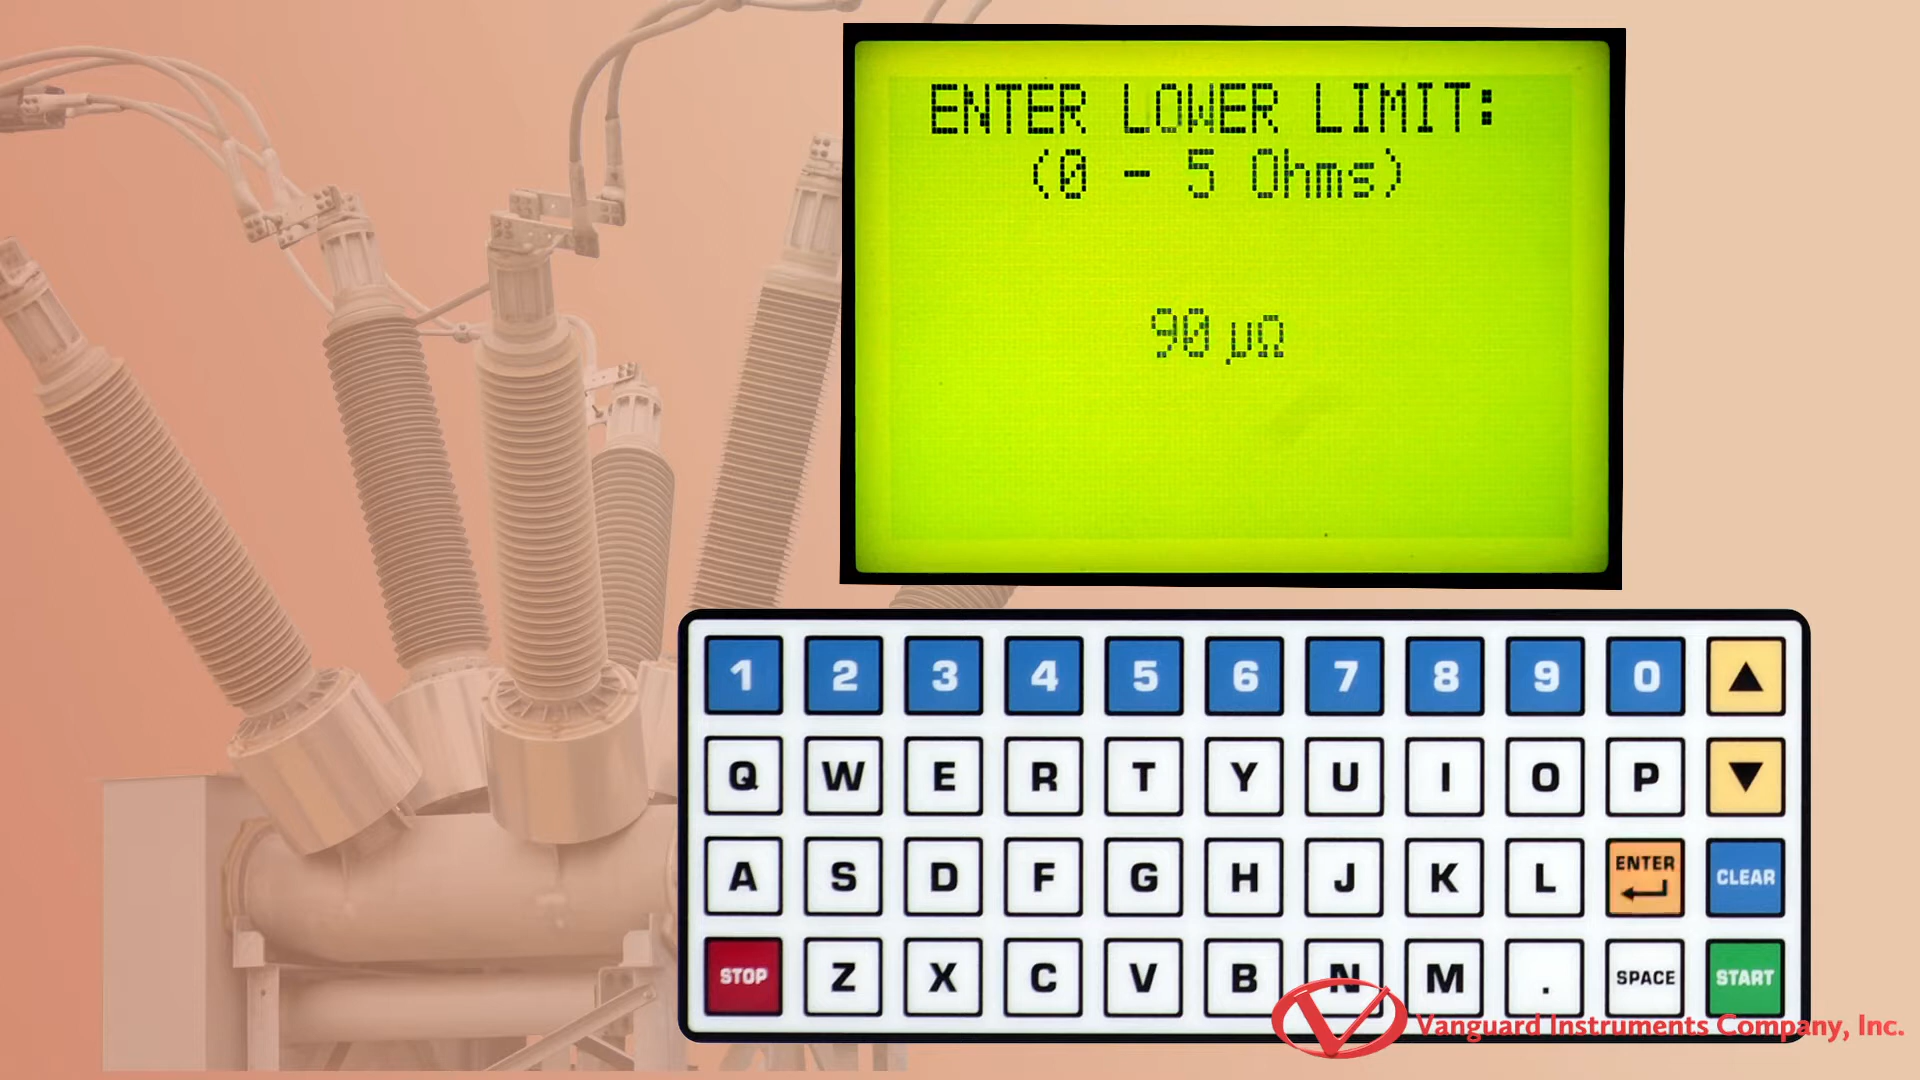 ENTER LOWER LIMIT:
(0 - 5 Ohms)
90 µΩ
1 2 3 4 5 6 7 8 9 0 ▲
Q W E R T Y U I O P ▼
A S D F G H J K L ENTER CLEAR
STOP Z X C V B N M . SPACE START
Vanguard Instruments Company, Inc.